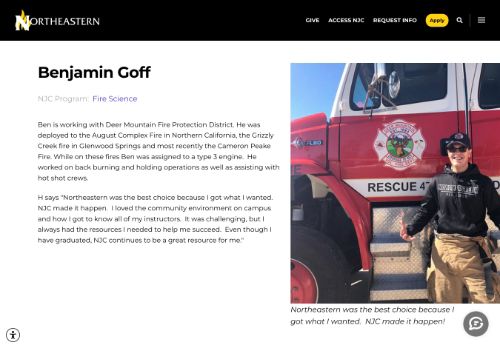 NORTHEASTERN
GIVE ACCESS NJC REQUEST INFO Apply
Benjamin Goff
NJC Program: Fire Science
Ben is working with Deer Mountain Fire Protection District. He was
deployed to the August Complex Fire in Northern California, the Grizzly
Creek fire in Glenwood Springs and most recently the Cameron Peake
Fire. While on these fires Ben was assigned to a type 3 engine. He
worked on back burning and holding operations as well as assisting with
hot shot crews.
H says "Northeastern was the best choice because I got what I wanted.
NJC made it happen. I loved the community environment on campus
and how I got to know all of my instructors. It was challenging, but I
always had the resources I needed to help me succeed. Even though I
have graduated, NJC continues to be a great resource for me."
RESCUE 47
Northeastern was the best choice because I
got what I wanted. NJC made it happen!